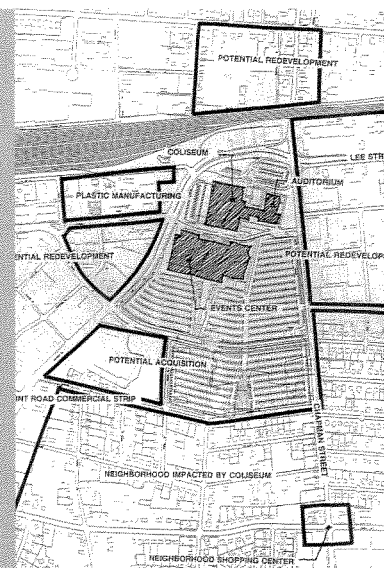 POTENTIAL REDEVELOPMENT
COLISEUM
LEE STR
AUDITORIUM
PLASTIC MANUFACTURING
ENTIAL REDEVELOPMENT
POTENTIAL REDEVELOP
EVENTS CENTER
POTENTIAL ACQUISITION
INT ROAD COMMERCIAL STRIP
CHAPMAN STREET
NEIGHBORHOOD IMPACTED BY COLISEUM
NEIGHBORHOOD SHOPPING CENTER